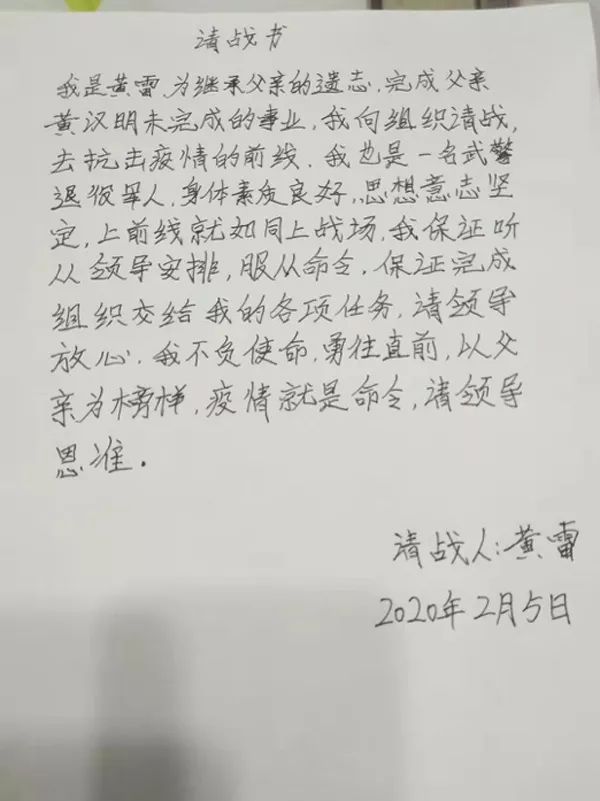 请战书
我是黄雷,为继承父亲的遗志,完成父亲
黄汉明未完成的事业,我向组织请战,
去抗击疫情的前线.我也是一名武警
退役军人,身体素质良好,思想意志坚
定,上前线就如同上战场,我保证听
从领导安排,服从命令.保证完成
组织交给我的各项任务,请领导
放心.我不负使命,勇往直前,以父
亲为榜样,疫情就是命令,请领导
恩准.
请战人:黄雷
2020年2月5日